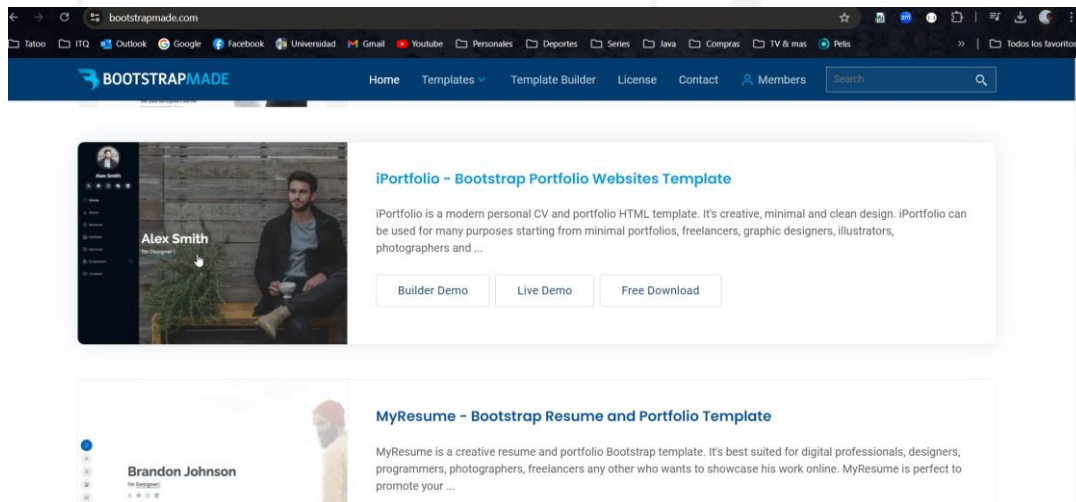 bootstrapmade.com
Tatoo ITQ Outlook Google Facebook Universidad Gmail Youtube Personales Deportes Series Java Compras TV & mas Pelis » Todos los favoritos
BOOTSTRAPMADE Home Templates Template Builder License Contact Members Search
Alex Smith
Alex Smith
I'm Designer
iPortfolio - Bootstrap Portfolio Websites Template
iPortfolio is a modern personal CV and portfolio HTML template. It's creative, minimal and clean design. iPortfolio can
be used for many purposes starting from minimal portfolios, freelancers, graphic designers, illustrators,
photographers and ...
Builder Demo Live Demo Free Download
Brandon Johnson
I'm Designer
MyResume - Bootstrap Resume and Portfolio Template
MyResume is a creative resume and portfolio Bootstrap template. It's best suited for digital professionals, designers,
programmers, photographers, freelancers any other who wants to showcase his work online. MyResume is perfect to
promote your ...